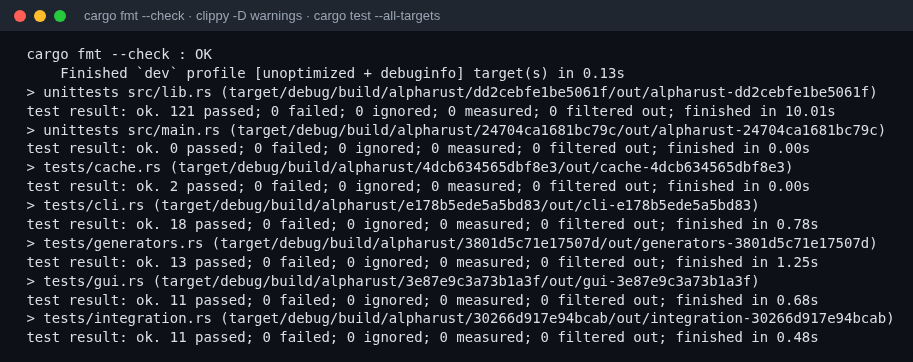 cargo fmt --check · clippy -D warnings · cargo test --all-targets
cargo fmt --check : OK
    Finished `dev` profile [unoptimized + debuginfo] target(s) in 0.13s
> unittests src/lib.rs (target/debug/build/alpharust/dd2cebfe1be5061f/out/alpharust-dd2cebfe1be5061f)
test result: ok. 121 passed; 0 failed; 0 ignored; 0 measured; 0 filtered out; finished in 10.01s
> unittests src/main.rs (target/debug/build/alpharust/24704ca1681bc79c/out/alpharust-24704ca1681bc79c)
test result: ok. 0 passed; 0 failed; 0 ignored; 0 measured; 0 filtered out; finished in 0.00s
> tests/cache.rs (target/debug/build/alpharust/4dcb634565dbf8e3/out/cache-4dcb634565dbf8e3)
test result: ok. 2 passed; 0 failed; 0 ignored; 0 measured; 0 filtered out; finished in 0.00s
> tests/cli.rs (target/debug/build/alpharust/e178b5ede5a5bd83/out/cli-e178b5ede5a5bd83)
test result: ok. 18 passed; 0 failed; 0 ignored; 0 measured; 0 filtered out; finished in 0.78s
> tests/generators.rs (target/debug/build/alpharust/3801d5c71e17507d/out/generators-3801d5c71e17507d)
test result: ok. 13 passed; 0 failed; 0 ignored; 0 measured; 0 filtered out; finished in 1.25s
> tests/gui.rs (target/debug/build/alpharust/3e87e9c3a73b1a3f/out/gui-3e87e9c3a73b1a3f)
test result: ok. 11 passed; 0 failed; 0 ignored; 0 measured; 0 filtered out; finished in 0.68s
> tests/integration.rs (target/debug/build/alpharust/30266d917e94bcab/out/integration-30266d917e94bcab)
test result: ok. 11 passed; 0 failed; 0 ignored; 0 measured; 0 filtered out; finished in 0.48s